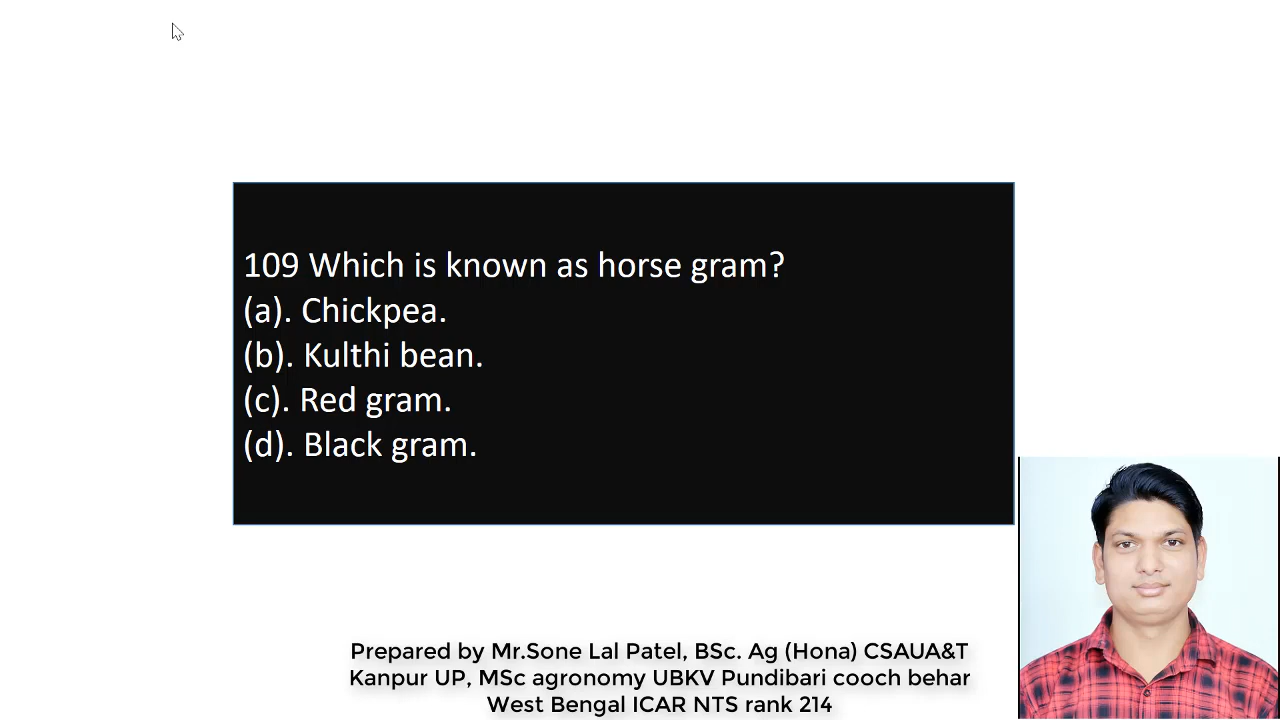 109 Which is known as horse gram?
(a). Chickpea.
(b). Kulthi bean.
(c). Red gram.
(d). Black gram.
Prepared by Mr.Sone Lal Patel, BSc. Ag (Hona) CSAUA&T
Kanpur UP, MSc agronomy UBKV Pundibari cooch behar
West Bengal ICAR NTS rank 214